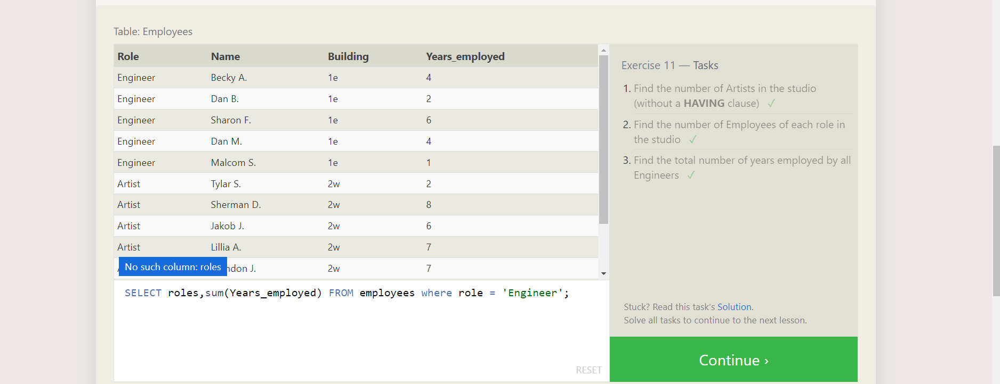 Table: Employees
Role Name Building Years_employed
Engineer Becky A. 1e 4
Engineer Dan B. 1e 2
Engineer Sharon F. 1e 6
Engineer Dan M. 1e 4
Engineer Malcom S. 1e 1
Artist Tylar S. 2w 2
Artist Sherman D. 2w 8
Artist Jakob J. 2w 6
Artist Lillia A. 2w 7
No such column: roles ndon J. 2w 7
SELECT roles,sum(Years_employed) FROM employees where role = 'Engineer';
RESET
Exercise 11 — Tasks
1. Find the number of Artists in the studio
(without a HAVING clause) ✓
2. Find the number of Employees of each role in
the studio ✓
3. Find the total number of years employed by all
Engineers ✓
Stuck? Read this task's Solution.
Solve all tasks to continue to the next lesson.
Continue ›